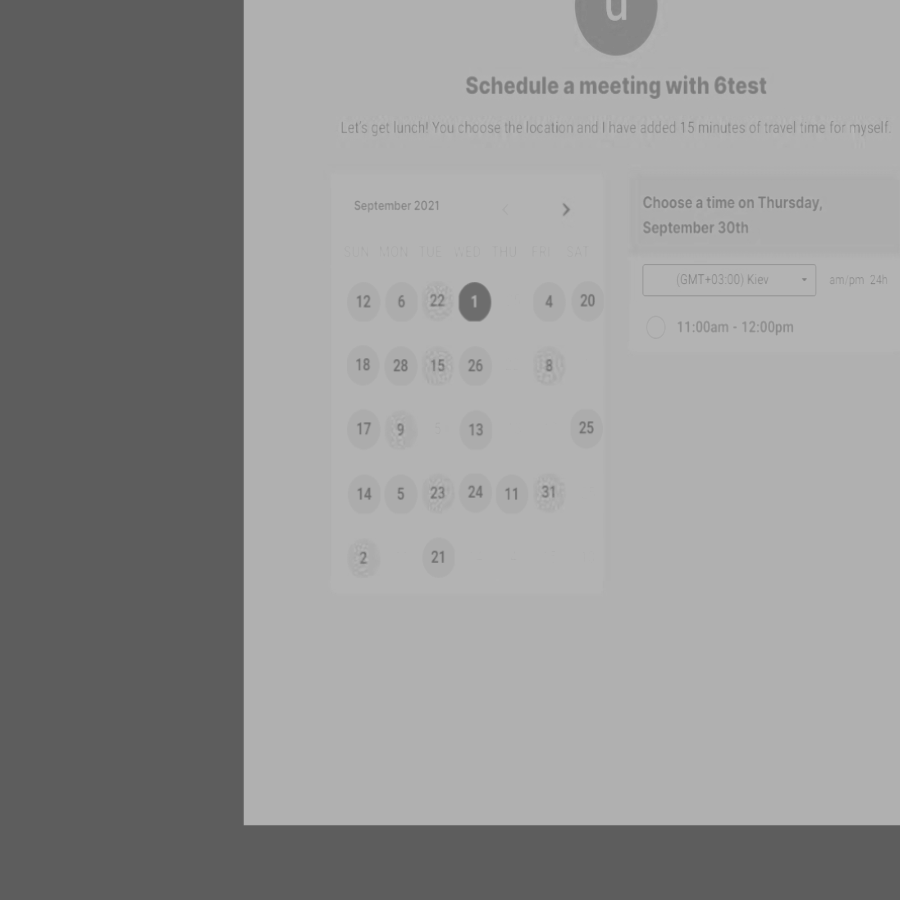 u
Schedule a meeting with 6test
Let's get lunch! You choose the location and I have added 15 minutes of travel time for myself.
September 2021
SUN MON TUE WED THU FRI SAT
12 6 22 1 4 20
18 28 15 26 8
17 9 5 13 25
14 5 23 24 11 31
2 21
Choose a time on Thursday,
September 30th
(GMT+03:00) Kiev am/pm 24h
11:00am - 12:00pm